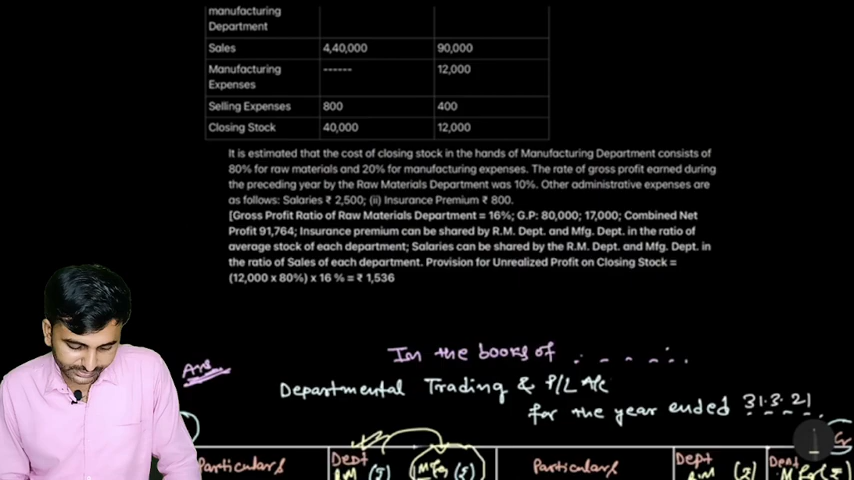 manufacturing
Department
Sales 4,40,000 90,000
Manufacturing ------ 12,000
Expenses
Selling Expenses 800 400
Closing Stock 40,000 12,000
It is estimated that the cost of closing stock in the hands of Manufacturing Department consists of
80% for raw materials and 20% for manufacturing expenses. The rate of gross profit earned during
the preceding year by the Raw Materials Department was 10%. Other administrative expenses are
as follows: Salaries ₹ 2,500; (ii) Insurance Premium ₹ 800.
[Gross Profit Ratio of Raw Materials Department = 16%; G.P: 80,000; 17,000; Combined Net
Profit 91,764; Insurance premium can be shared by R.M. Dept. and Mfg. Dept. in the ratio of
average stock of each department; Salaries can be shared by the R.M. Dept. and Mfg. Dept. in
the ratio of Sales of each department. Provision for Unrealized Profit on Closing Stock =
(12,000 x 80%) x 16 % = ₹ 1,536
Ans
In the books of . - - - - . .
Departmental Trading & P/L A/c
for the year ended 31.3.21
Cr
Particulars Dept Mfg (₹) Particulars Dept Dept
R.M (₹) R.M (₹) Mfg (₹)